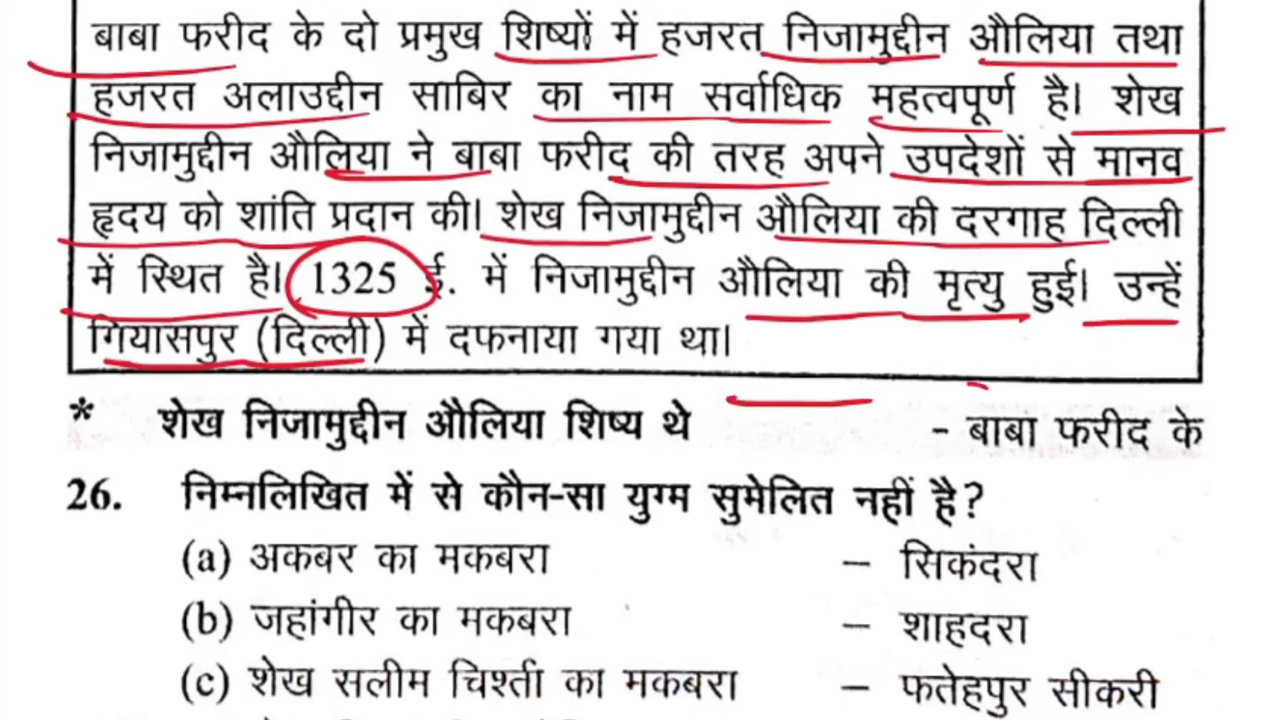 बाबा फरीद के दो प्रमुख शिष्यों में हजरत निजामुद्दीन औलिया तथा
हजरत अलाउद्दीन साबिर का नाम सर्वाधिक महत्वपूर्ण है। शेख
निजामुद्दीन औलिया ने बाबा फरीद की तरह अपने उपदेशों से मानव
हृदय को शांति प्रदान की। शेख निजामुद्दीन औलिया की दरगाह दिल्ली
में स्थित है। 1325 ई. में निजामुद्दीन औलिया की मृत्यु हुई। उन्हें
गियासपुर (दिल्ली) में दफनाया गया था।
* शेख निजामुद्दीन औलिया शिष्य थे - बाबा फरीद के
26. निम्नलिखित में से कौन-सा युग्म सुमेलित नहीं है?
(a) अकबर का मकबरा – सिकंदरा
(b) जहांगीर का मकबरा – शाहदरा
(c) शेख सलीम चिश्ती का मकबरा – फतेहपुर सीकरी